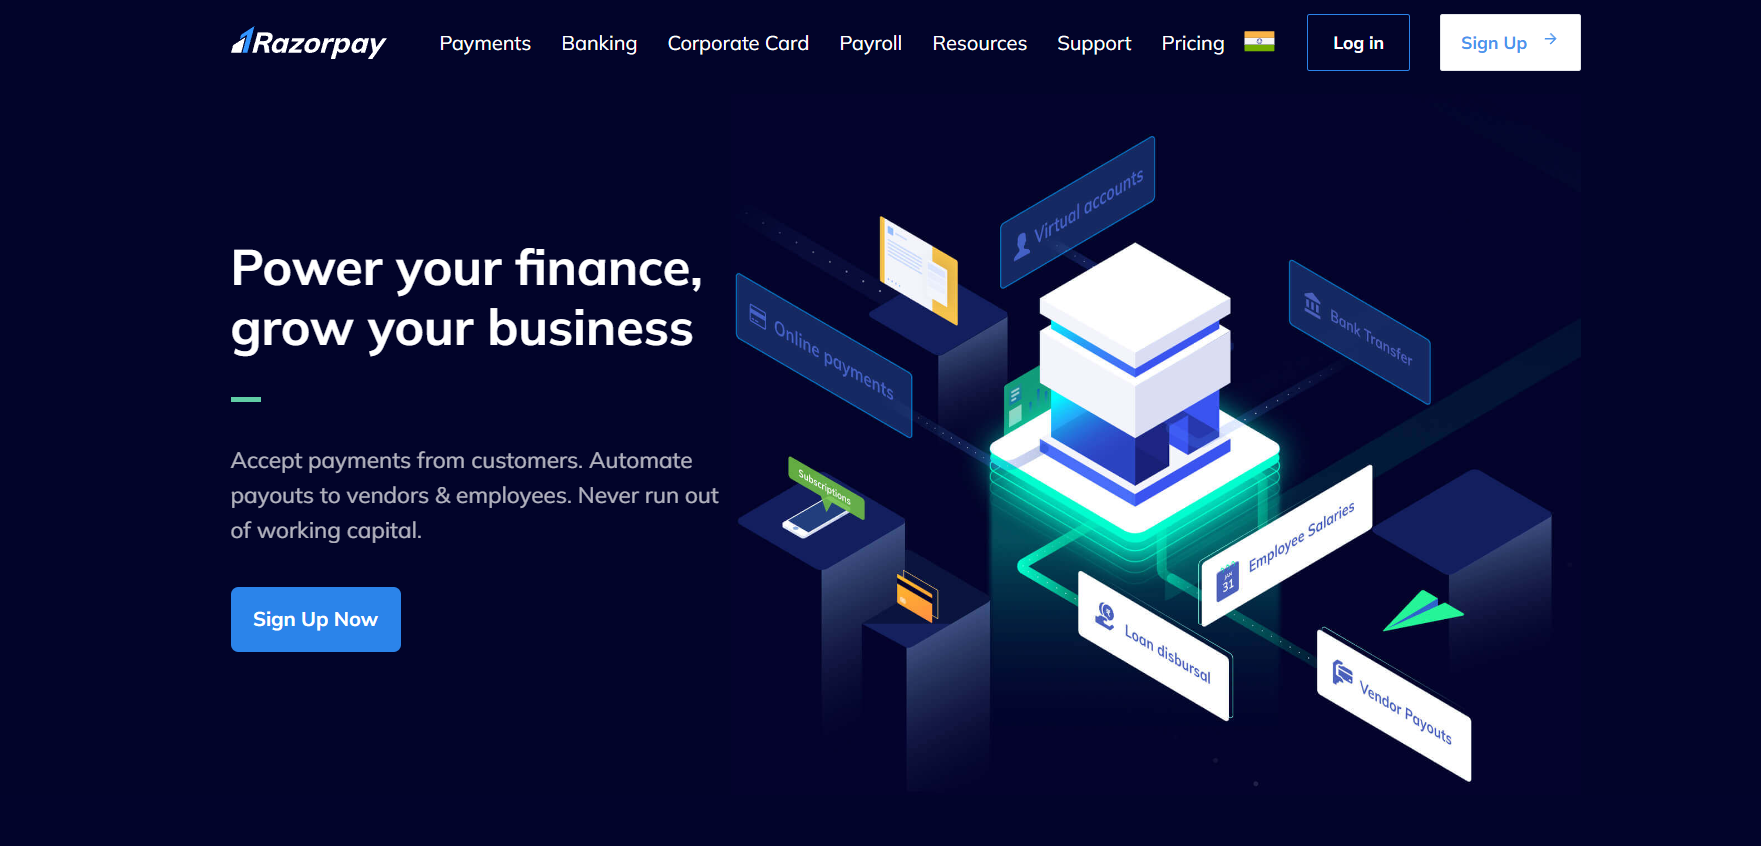 Razorpay
Payments
Banking
Corporate Card
Payroll
Resources
Support
Pricing
Log in
Sign Up
Power your finance,
grow your business
Accept payments from customers. Automate
payouts to vendors & employees. Never run out
of working capital.
Sign Up Now
Virtual accounts
Online payments
Bank Transfer
Subscriptions
JAN
31
Employee Salaries
Loan disbursal
Vendor Payouts